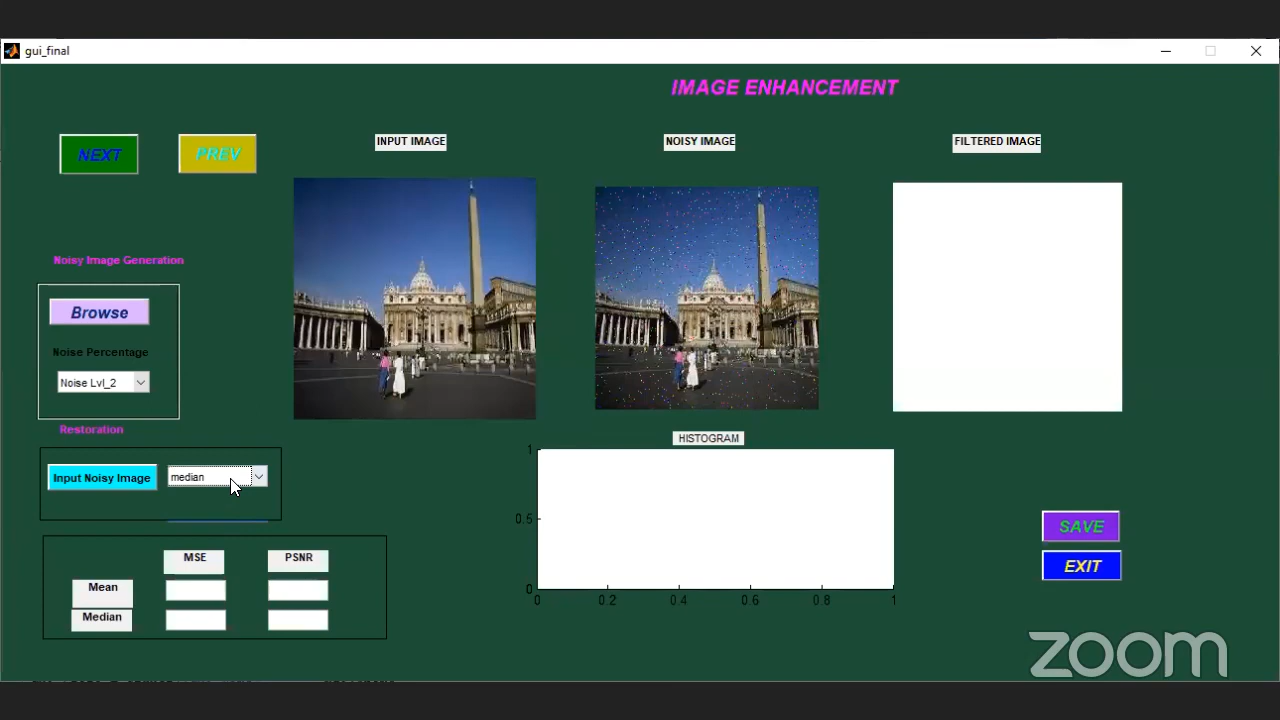 gui_final
IMAGE ENHANCEMENT
NEXT
PREV
INPUT IMAGE
NOISY IMAGE
FILTERED IMAGE
Noisy Image Generation
Browse
Noise Percentage
Noise Lvl_2
Restoration
Input Noisy Image
median
HISTOGRAM
1
0.5
0
0
0.2
0.4
0.6
0.8
1
MSE
PSNR
Mean
Median
SAVE
EXIT
zoom